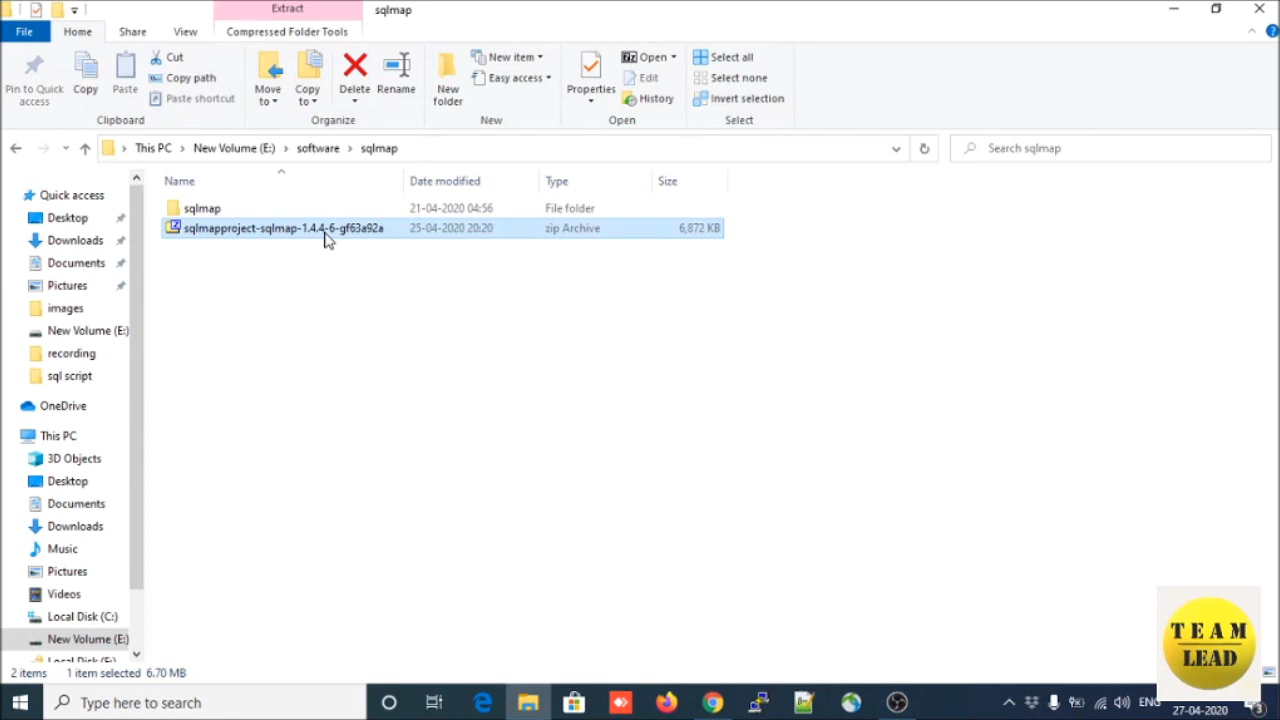 Extract
sqlmap
File
Home
Share
View
Compressed Folder Tools
Pin to Quick access
Copy
Paste
Cut
Copy path
Paste shortcut
Clipboard
Move to
Copy to
Delete
Rename
Organize
New folder
New item
Easy access
New
Properties
Open
Edit
History
Open
Select all
Select none
Invert selection
Select
This PC > New Volume (E:) > software > sqlmap
Search sqlmap
Name
Date modified
Type
Size
sqlmap 21-04-2020 04:56 File folder
sqlmapproject-sqlmap-1.4.4-6-gf63a92a 25-04-2020 20:20 zip Archive 6,872 KB
Quick access
Desktop
Downloads
Documents
Pictures
images
New Volume (E:)
recording
sql script
OneDrive
This PC
3D Objects
Desktop
Documents
Downloads
Music
Pictures
Videos
Local Disk (C:)
New Volume (E:)
2 items 1 item selected 6.70 MB
TEAM
LEAD
Type here to search
ENG
27-04-2020
3